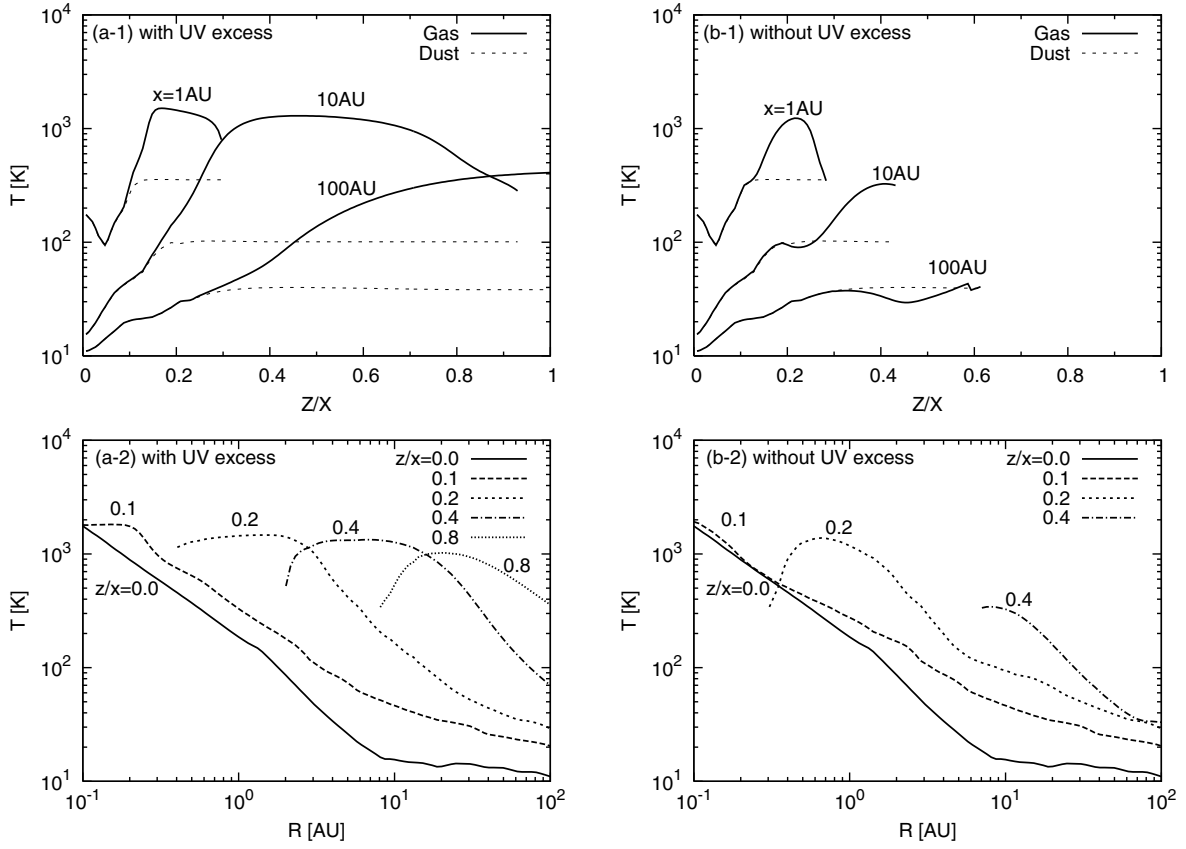 (a-1) with UV excess
Gas
Dust
x=1AU
10AU
100AU
T [K]
10^4
10^3
10^2
10^1
0 0.2 0.4 0.6 0.8 1
Z/X
(b-1) without UV excess
Gas
Dust
x=1AU
10AU
100AU
T [K]
10^4
10^3
10^2
10^1
0 0.2 0.4 0.6 0.8 1
Z/X
(a-2) with UV excess
z/x=0.0
0.1
0.2
0.4
0.8
0.1
0.2
0.4
0.8
z/x=0.0
T [K]
10^4
10^3
10^2
10^1
10^-1 10^0 10^1 10^2
R [AU]
(b-2) without UV excess
z/x=0.0
0.1
0.2
0.4
0.1
0.2
0.4
z/x=0.0
T [K]
10^4
10^3
10^2
10^1
10^-1 10^0 10^1 10^2
R [AU]